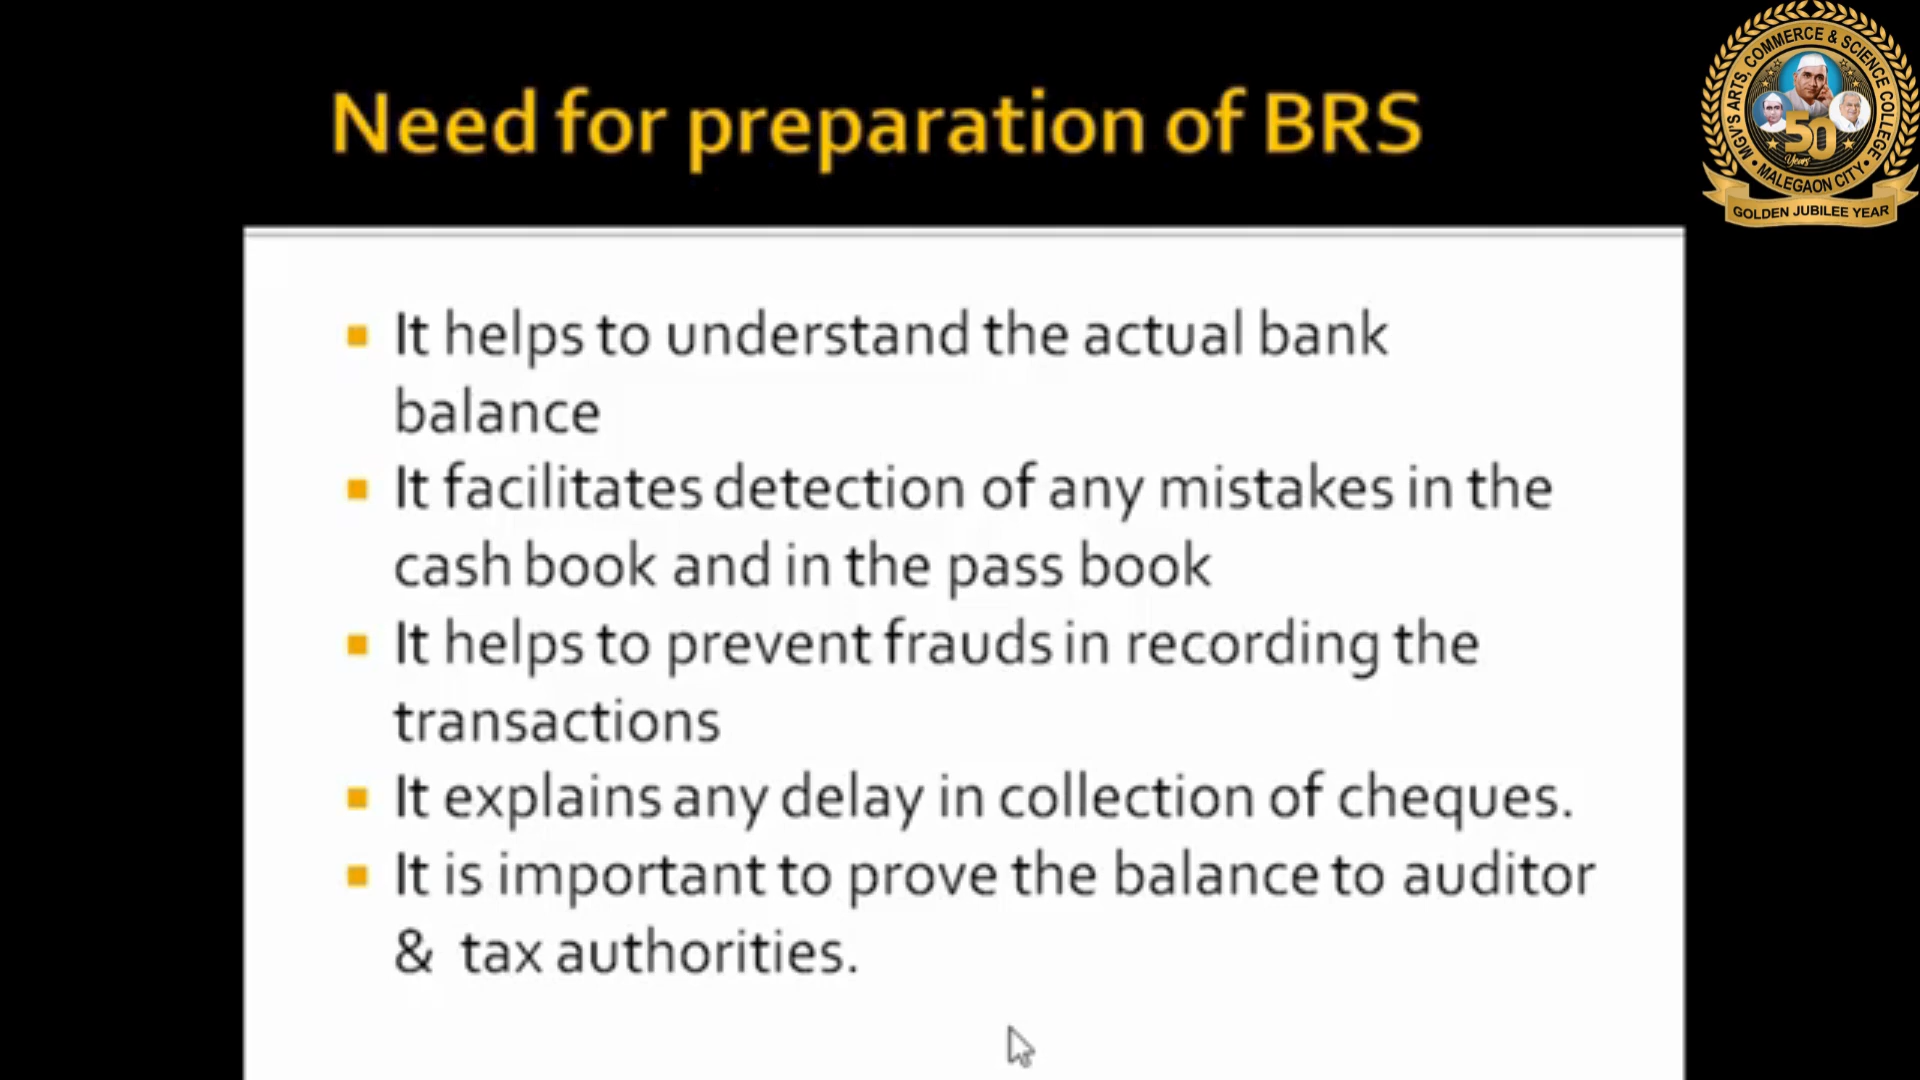 Need for preparation of BRS
MGV'S ARTS, COMMERCE & SCIENCE COLLEGE
50
Years
• MALEGAON CITY •
GOLDEN JUBILEE YEAR
It helps to understand the actual bank
balance
It facilitates detection of any mistakes in the
cash book and in the pass book
It helps to prevent frauds in recording the
transactions
It explains any delay in collection of cheques.
It is important to prove the balance to auditor
& tax authorities.